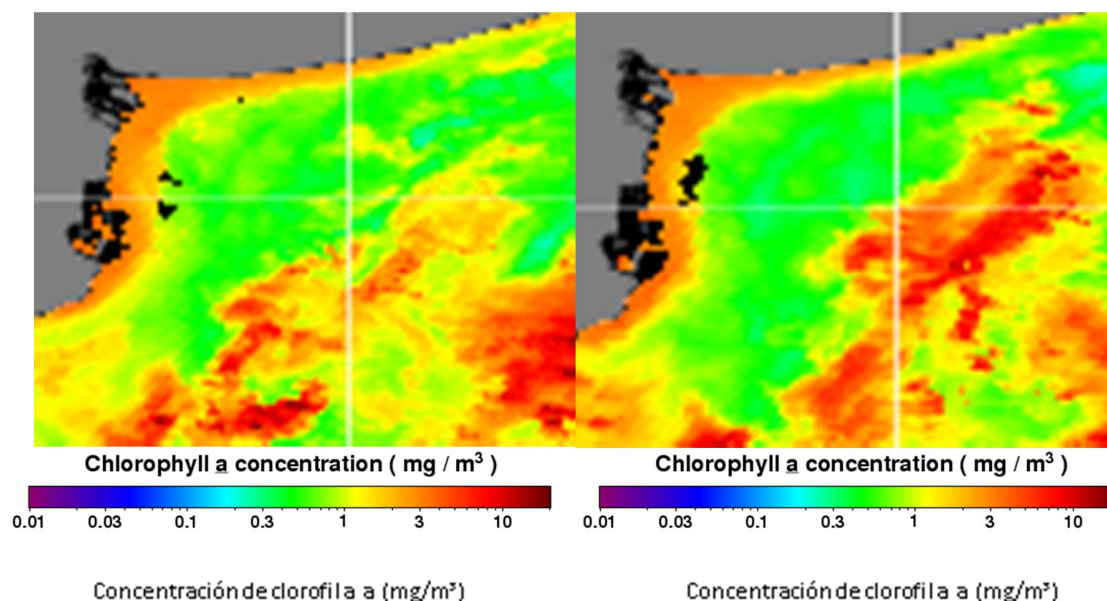 Chlorophyll a concentration ( mg / m³ )
Chlorophyll a concentration ( mg / m³ )
0.01 0.03 0.1 0.3 1 3 10
0.01 0.03 0.1 0.3 1 3 10
Concentración de clorofila a (mg/m³)
Concentración de clorofila a (mg/m³)